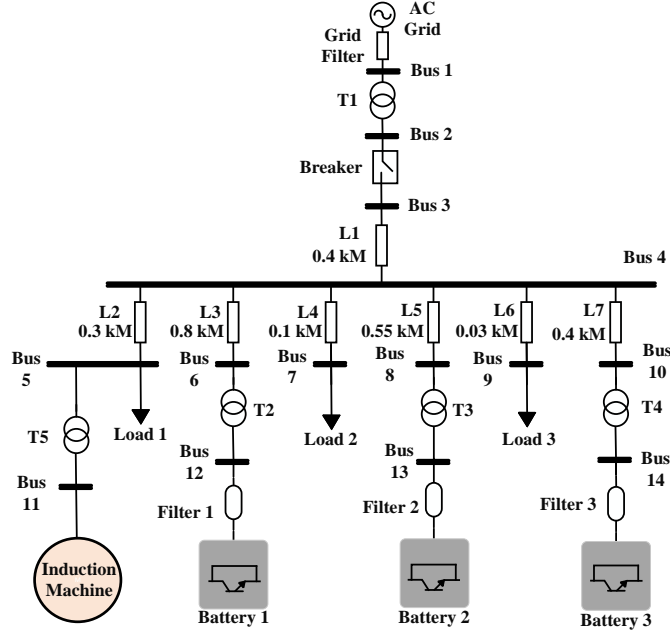 AC
Grid
Grid
Filter
Bus 1
T1
Bus 2
Breaker
Bus 3
L1
0.4 kM
Bus 4
L2
0.3 kM
L3
0.8 kM
L4
0.1 kM
L5
0.55 kM
L6
0.03 kM
L7
0.4 kM
Bus
5
Bus
6
Bus
7
Bus
8
Bus
9
Bus
10
T5
Load 1
T2
Load 2
T3
Load 3
T4
Bus
11
Bus
12
Bus
13
Bus
14
Filter 1
Filter 2
Filter 3
Induction
Machine
Battery 1
Battery 2
Battery 3